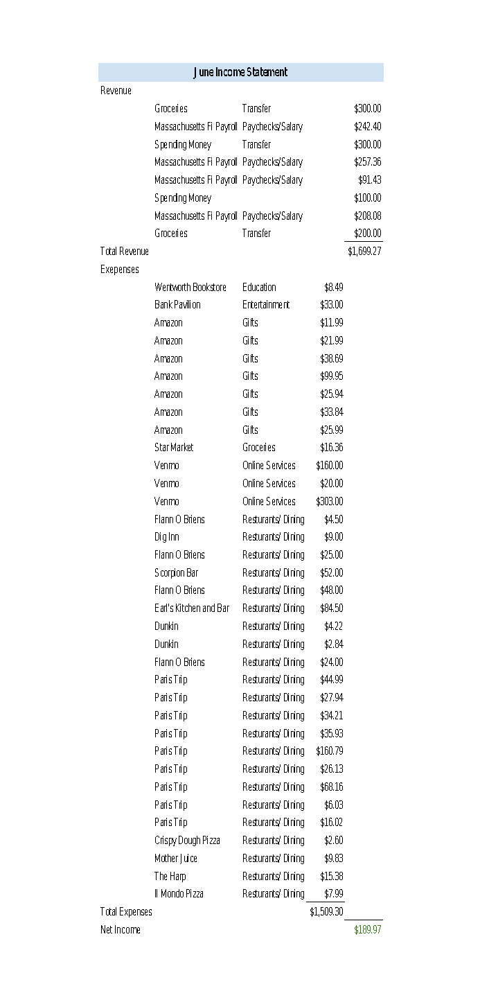 June Income Statement
Revenue
Groceries Transfer $300.00
Massachusetts Fi Payroll Paychecks/Salary $242.40
Spending Money Transfer $300.00
Massachusetts Fi Payroll Paychecks/Salary $257.36
Massachusetts Fi Payroll Paychecks/Salary $91.43
Spending Money $100.00
Massachusetts Fi Payroll Paychecks/Salary $208.08
Groceries Transfer $200.00
Total Revenue $1,699.27
Exepenses
Wentworth Bookstore Education $8.49
Bank Pavilion Entertainment $33.00
Amazon Gifts $11.99
Amazon Gifts $21.99
Amazon Gifts $38.69
Amazon Gifts $99.95
Amazon Gifts $25.94
Amazon Gifts $33.84
Amazon Gifts $25.99
Star Market Groceries $16.36
Venmo Online Services $160.00
Venmo Online Services $20.00
Venmo Online Services $303.00
Flann O Briens Resturants/ Dining $4.50
Dig Inn Resturants/ Dining $9.00
Flann O Briens Resturants/ Dining $25.00
Scorpion Bar Resturants/ Dining $52.00
Flann O Briens Resturants/ Dining $48.00
Earl's Kitchen and Bar Resturants/ Dining $84.50
Dunkin Resturants/ Dining $4.22
Dunkin Resturants/ Dining $2.84
Flann O Briens Resturants/ Dining $24.00
Paris Trip Resturants/ Dining $44.99
Paris Trip Resturants/ Dining $27.94
Paris Trip Resturants/ Dining $34.21
Paris Trip Resturants/ Dining $35.93
Paris Trip Resturants/ Dining $160.79
Paris Trip Resturants/ Dining $26.13
Paris Trip Resturants/ Dining $68.16
Paris Trip Resturants/ Dining $6.03
Paris Trip Resturants/ Dining $16.02
Crispy Dough Pizza Resturants/ Dining $2.60
Mother Juice Resturants/ Dining $9.83
The Harp Resturants/ Dining $15.38
Il Mondo Pizza Resturants/ Dining $7.99
Total Expenses $1,509.30
Net Income $189.97